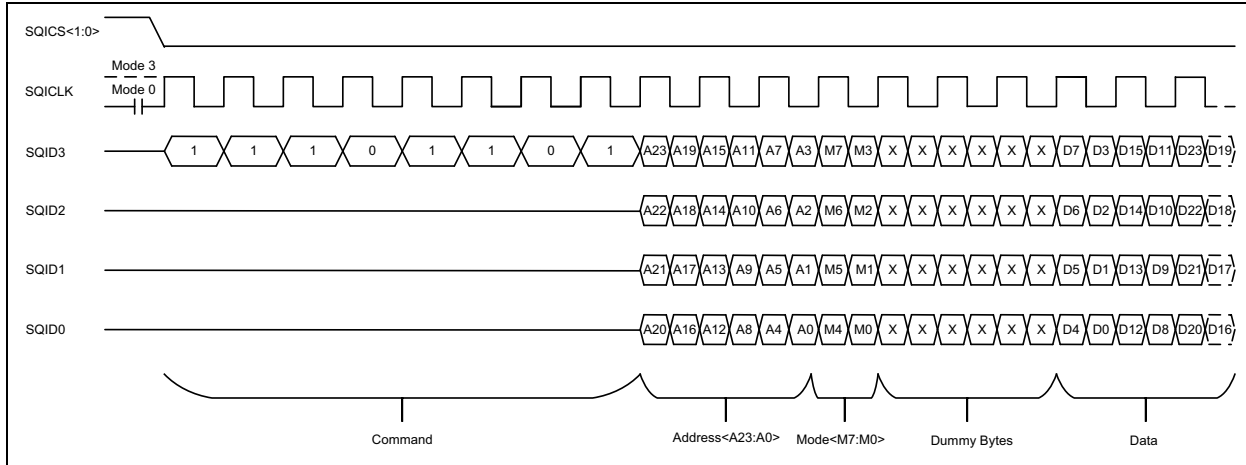 SQICS<1:0>
Mode 3
SQICLK
Mode 0
SQID3 1 1 1 0 1 1 0 1 A23 A19 A15 A11 A7 A3 M7 M3 X X X X X X D7 D3 D15 D11 D23 D19
SQID2 A22 A18 A14 A10 A6 A2 M6 M2 X X X X X X D6 D2 D14 D10 D22 D18
SQID1 A21 A17 A13 A9 A5 A1 M5 M1 X X X X X X D5 D1 D13 D9 D21 D17
SQID0 A20 A16 A12 A8 A4 A0 M4 M0 X X X X X X D4 D0 D12 D8 D20 D16
Command Address<A23:A0> Mode<M7:M0> Dummy Bytes Data